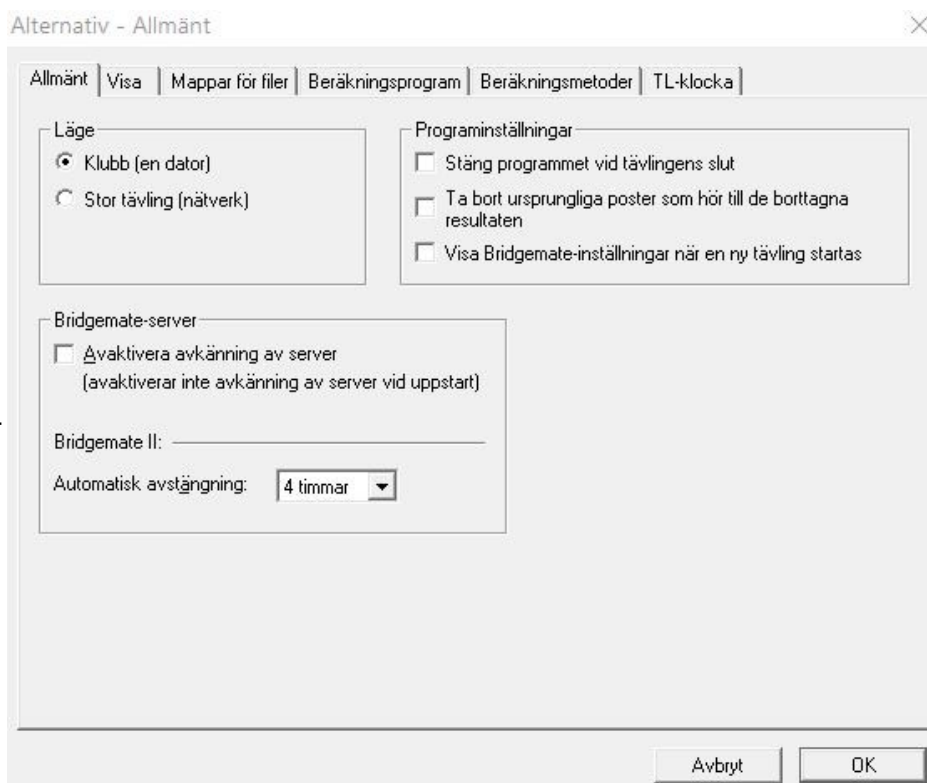 Alternativ - Allmänt
Allmänt
Visa
Mappar för filer
Beräkningsprogram
Beräkningsmetoder
TL-klocka
Läge
Klubb (en dator)
Stor tävling (nätverk)
Programinställningar
Stäng programmet vid tävlingens slut
Ta bort ursprungliga poster som hör till de borttagna
resultaten
Visa Bridgemate-inställningar när en ny tävling startas
Bridgemate-server
Avaktivera avkänning av server
(avaktiverar inte avkänning av server vid uppstart)
Bridgemate II:
Automatisk avstängning:
4 timmar
Avbryt
OK